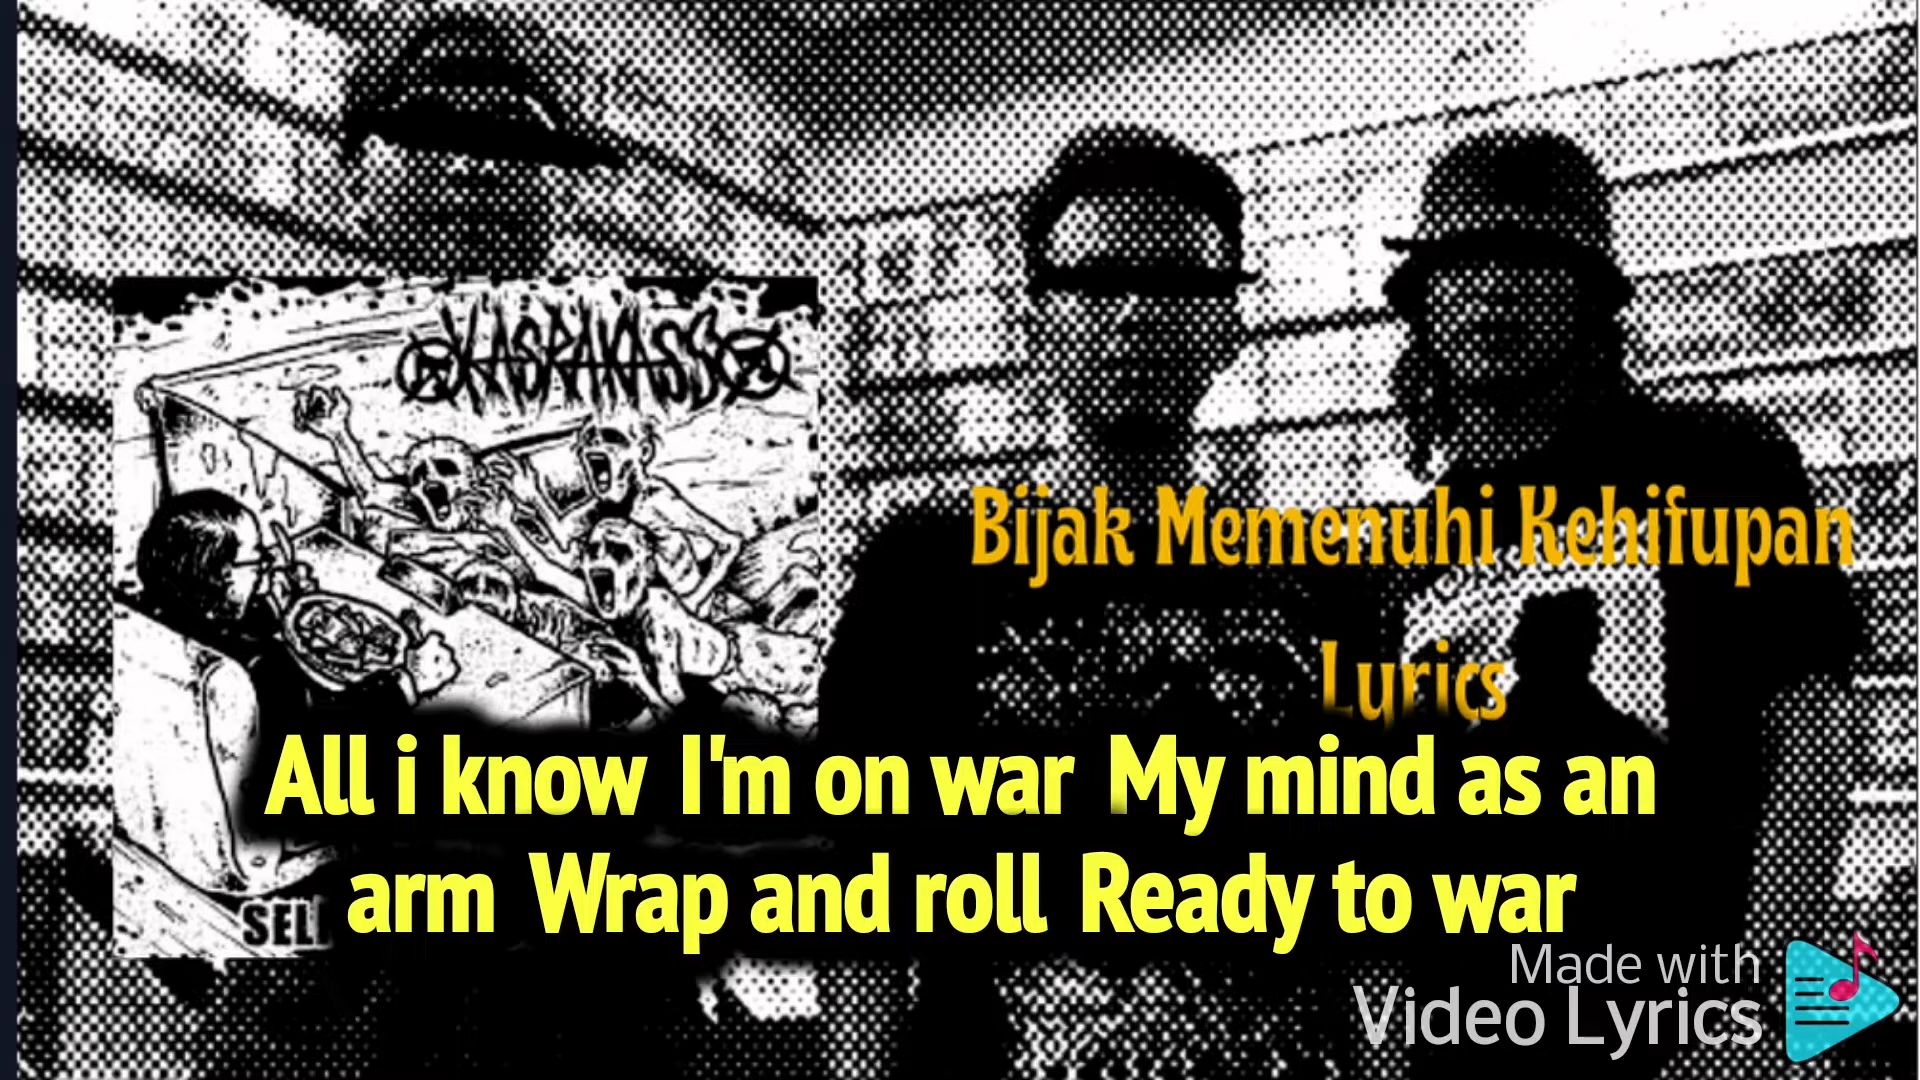 KASPAKASS
Bijak Memenuhi Kehifupan
Lyrics
All i know I'm on war My mind as an
arm Wrap and roll Ready to war
SEL
Made with
Video Lyrics